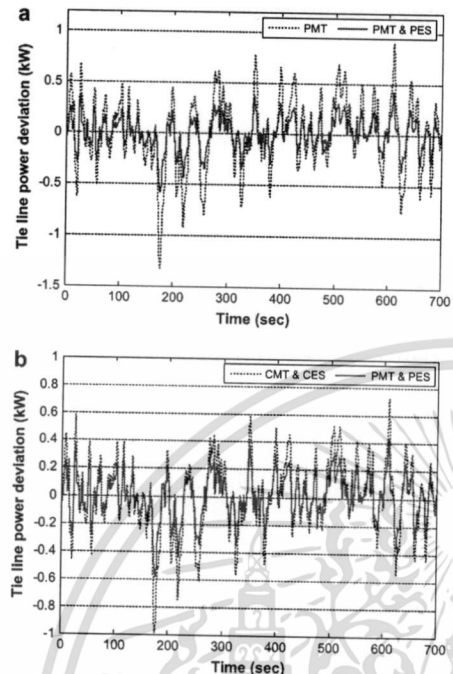 a
PMT PMT & PES
Tie line power deviation (kW)
1
0.5
0
-0.5
-1
-1.5
0 100 200 300 400 500 600 700
Time (sec)
b
CMT & CES PMT & PES
Tie line power deviation (kW)
1
0.8
0.6
0.4
0.2
0
-0.2
-0.4
-0.6
-0.8
-1
0 100 200 300 400 500 600 700
Time (sec)